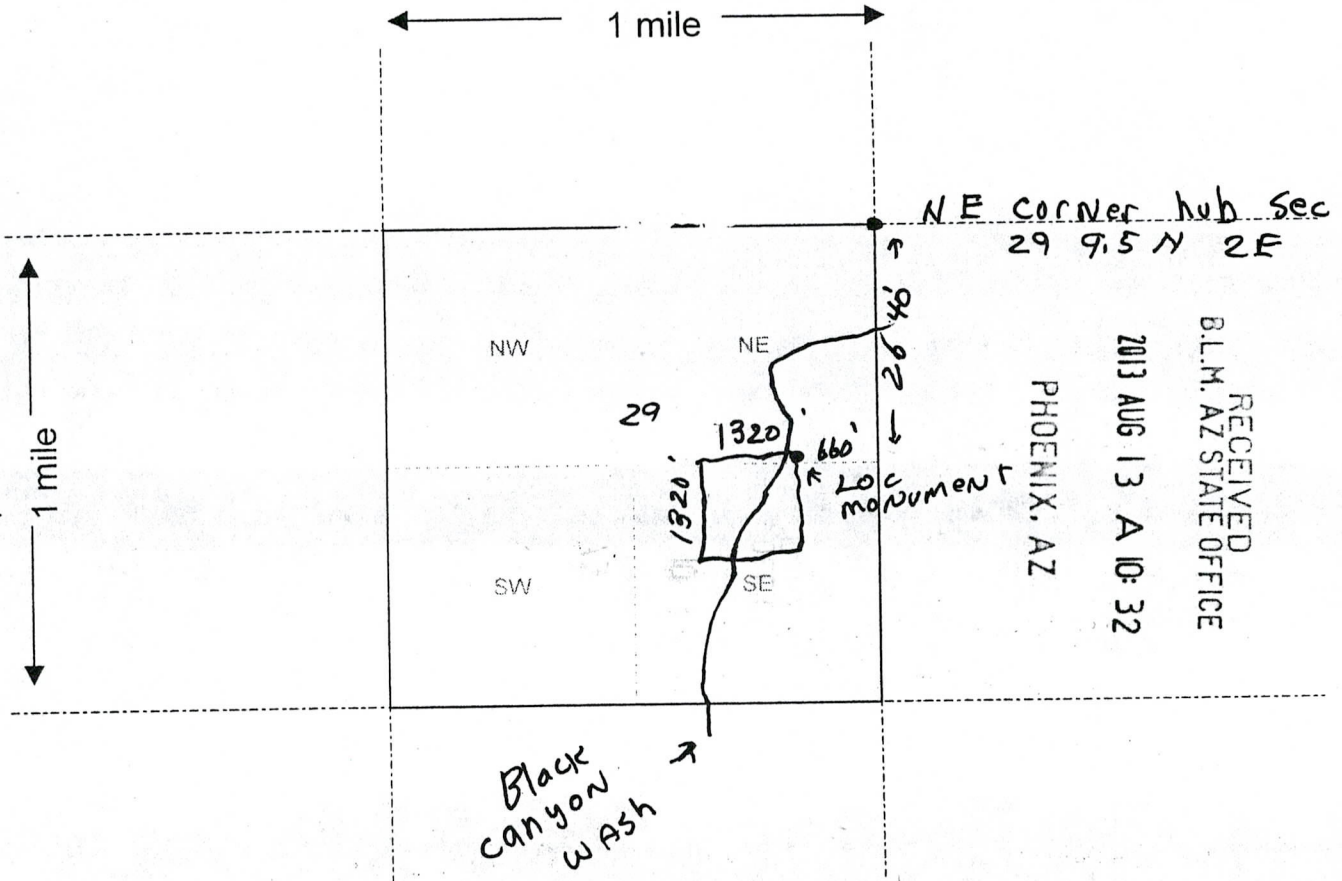 1 mile
NE corner hub Sec
29 9.5 N 2E
1 mile
NW
NE
2640'
29
1320'
660'
1320'
LOC
MONUMENT
SW
SE
Black
canyon
WASH
RECEIVED
B.L.M. AZ STATE OFFICE
2013 AUG 13 A 10:32
PHOENIX, AZ